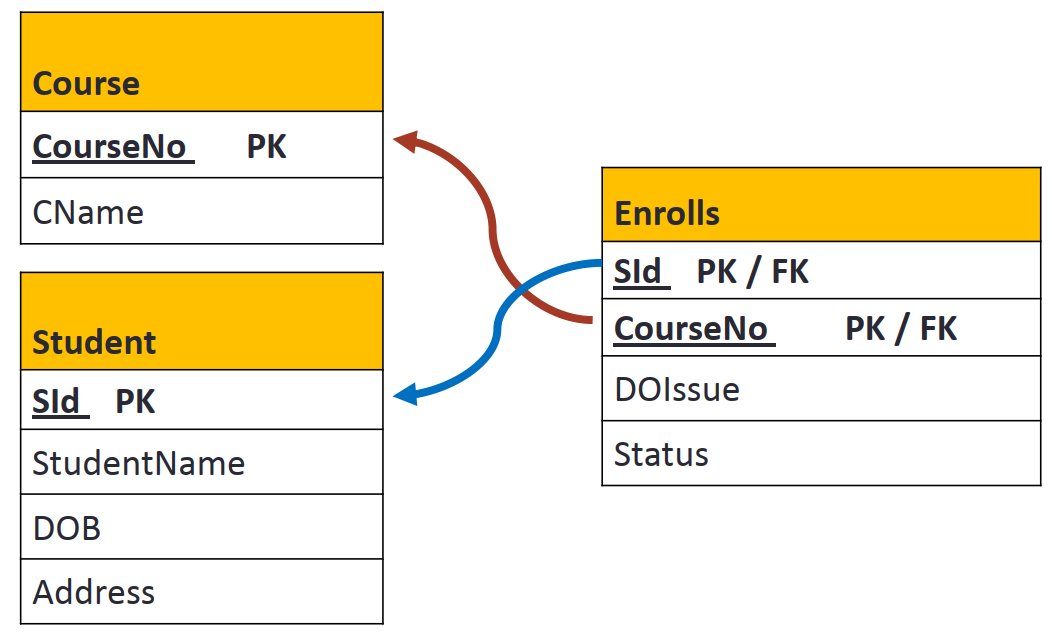 Course
CourseNo PK
CName
Student
SId PK
StudentName
DOB
Address
Enrolls
SId PK / FK
CourseNo PK / FK
DOIssue
Status